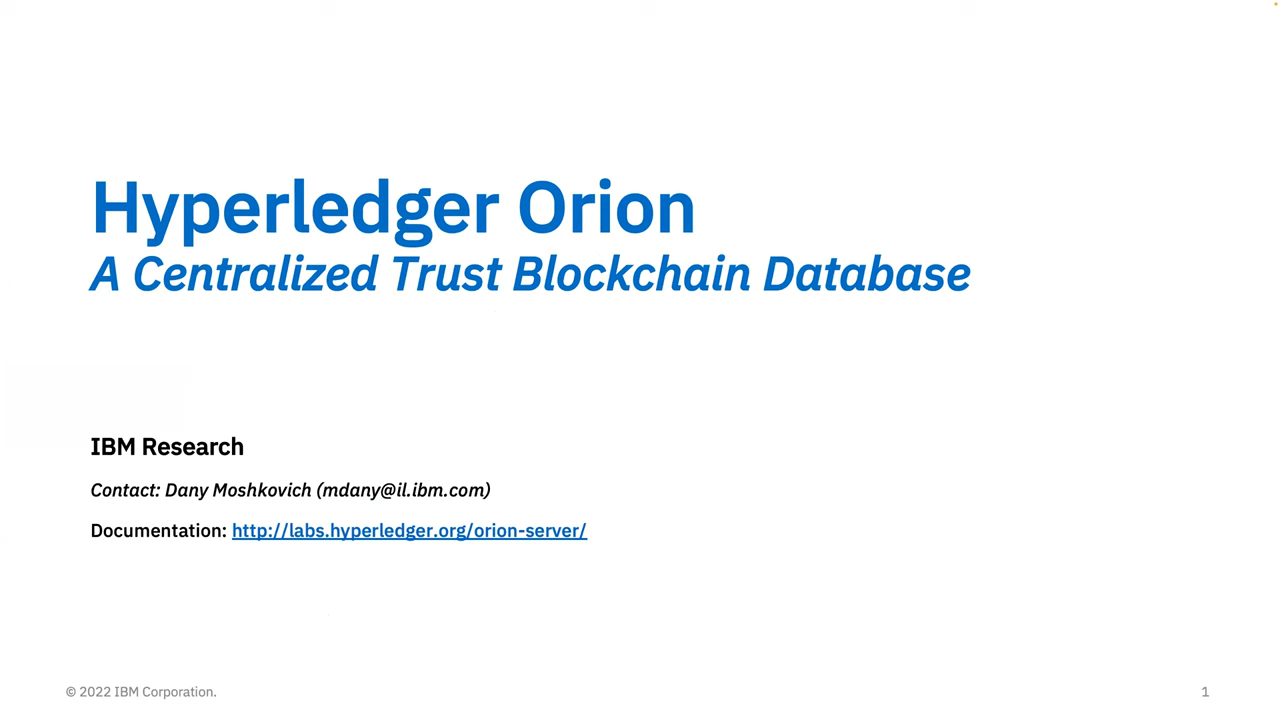 Hyperledger Orion
A Centralized Trust Blockchain Database
IBM Research
Contact: Dany Moshkovich (mdany@il.ibm.com)
Documentation: http://labs.hyperledger.org/orion-server/
© 2022 IBM Corporation.
1